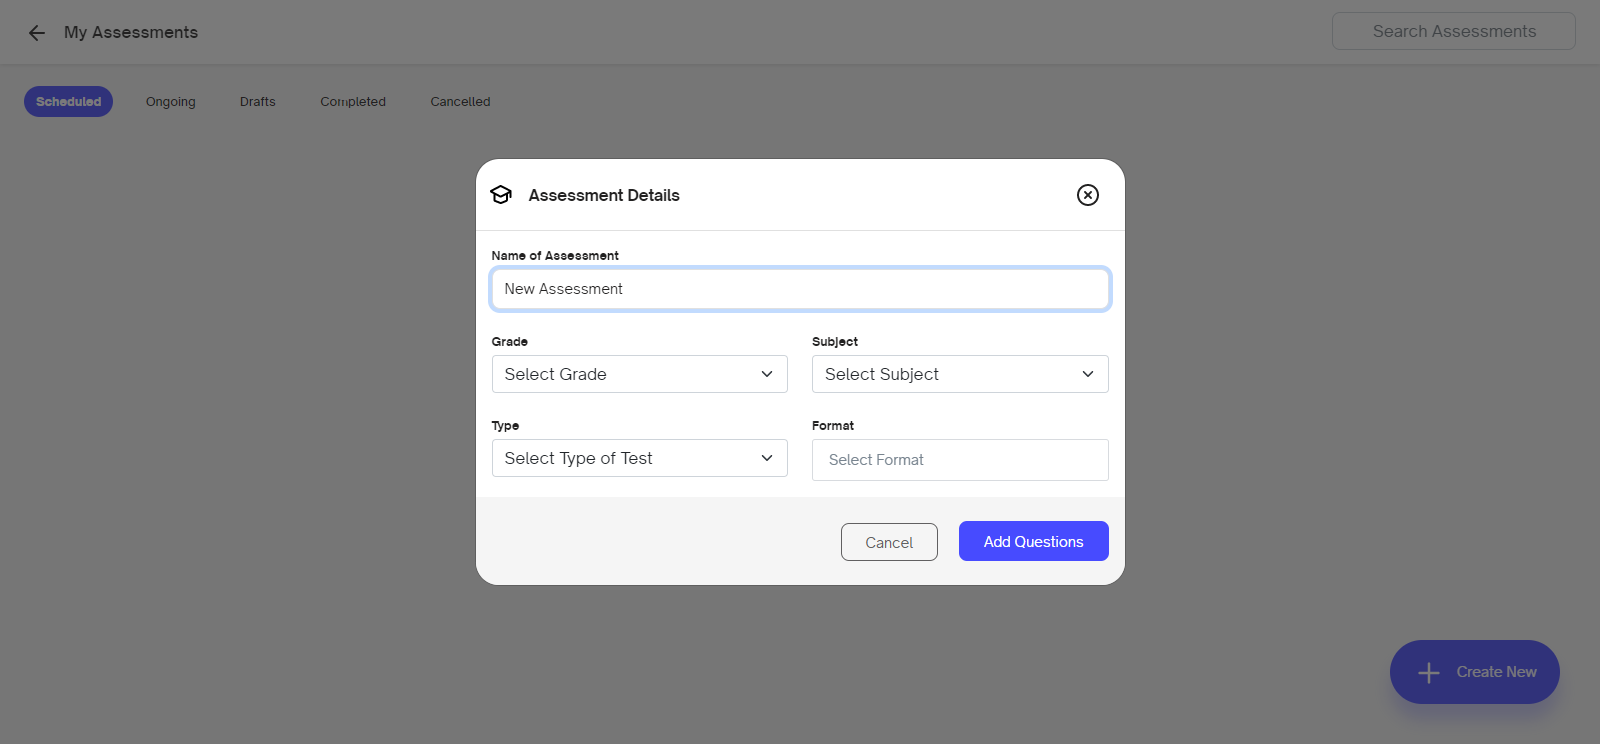 My Assessments
Search Assessments
Scheduled Ongoing Drafts Completed Cancelled
Assessment Details
Name of Assessment
New Assessment
Grade Subject
Select Grade Select Subject
Type Format
Select Type of Test Select Format
Cancel Add Questions
Create New